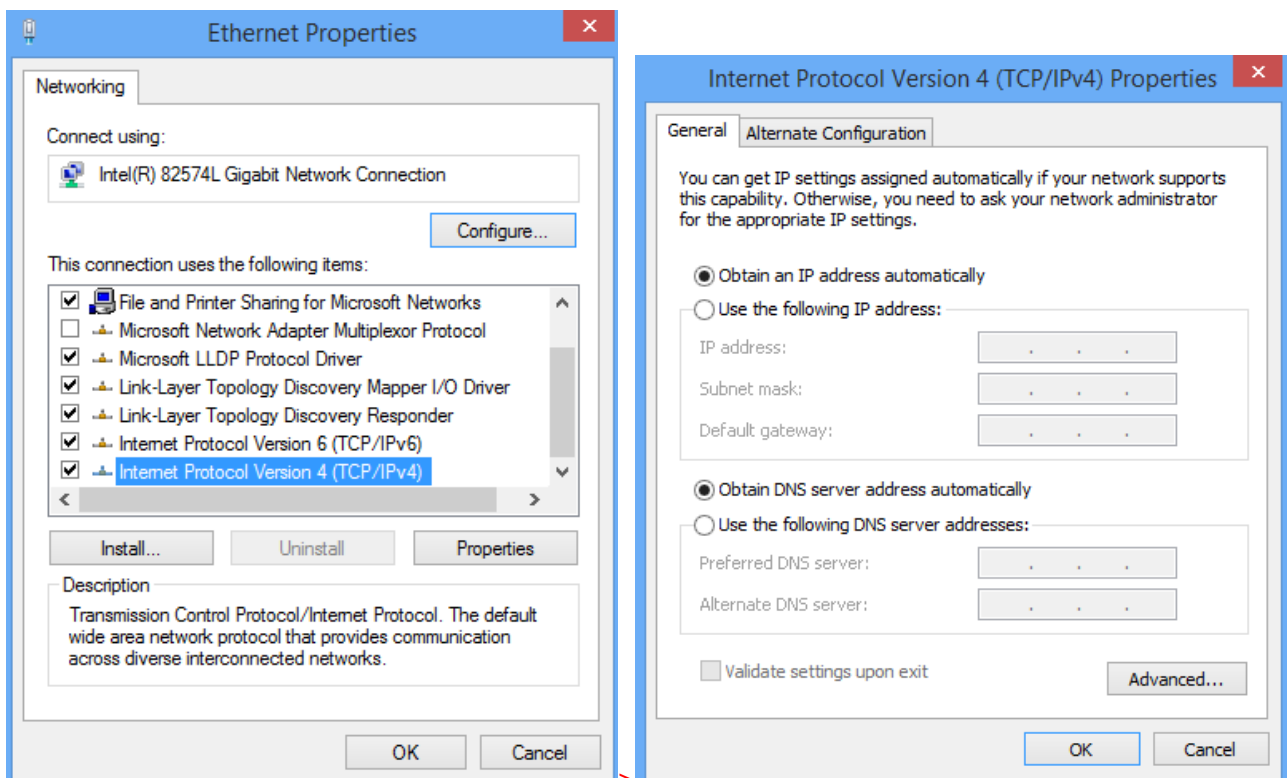 Ethernet Properties
Networking
Connect using:
Intel(R) 82574L Gigabit Network Connection
Configure...
This connection uses the following items:
File and Printer Sharing for Microsoft Networks
Microsoft Network Adapter Multiplexor Protocol
Microsoft LLDP Protocol Driver
Link-Layer Topology Discovery Mapper I/O Driver
Link-Layer Topology Discovery Responder
Internet Protocol Version 6 (TCP/IPv6)
Internet Protocol Version 4 (TCP/IPv4)
Install...
Uninstall
Properties
Description
Transmission Control Protocol/Internet Protocol. The default
wide area network protocol that provides communication
across diverse interconnected networks.
OK
Cancel
Internet Protocol Version 4 (TCP/IPv4) Properties
General
Alternate Configuration
You can get IP settings assigned automatically if your network supports
this capability. Otherwise, you need to ask your network administrator
for the appropriate IP settings.
Obtain an IP address automatically
Use the following IP address:
IP address:
Subnet mask:
Default gateway:
Obtain DNS server address automatically
Use the following DNS server addresses:
Preferred DNS server:
Alternate DNS server:
Validate settings upon exit
Advanced...
OK
Cancel